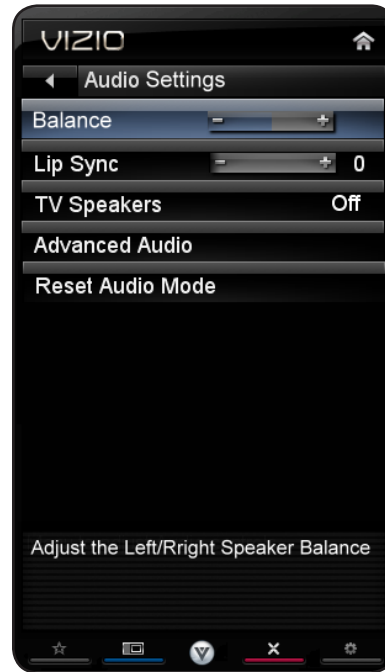 VIZIO
Audio Settings
Balance - +
Lip Sync - + 0
TV Speakers Off
Advanced Audio
Reset Audio Mode
Adjust the Left/Rright Speaker Balance
V